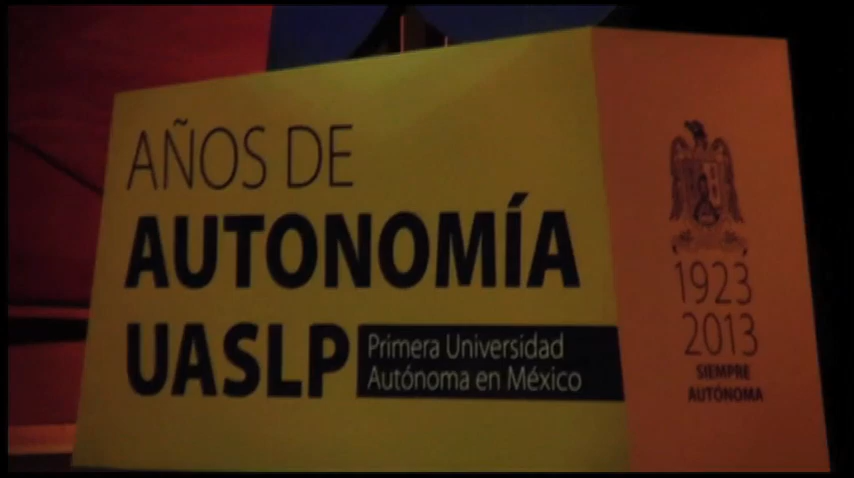 AÑOS DE
AUTONOMÍA
UASLP
Primera Universidad
Autónoma en México
1923
2013
SIEMPRE
AUTÓNOMA